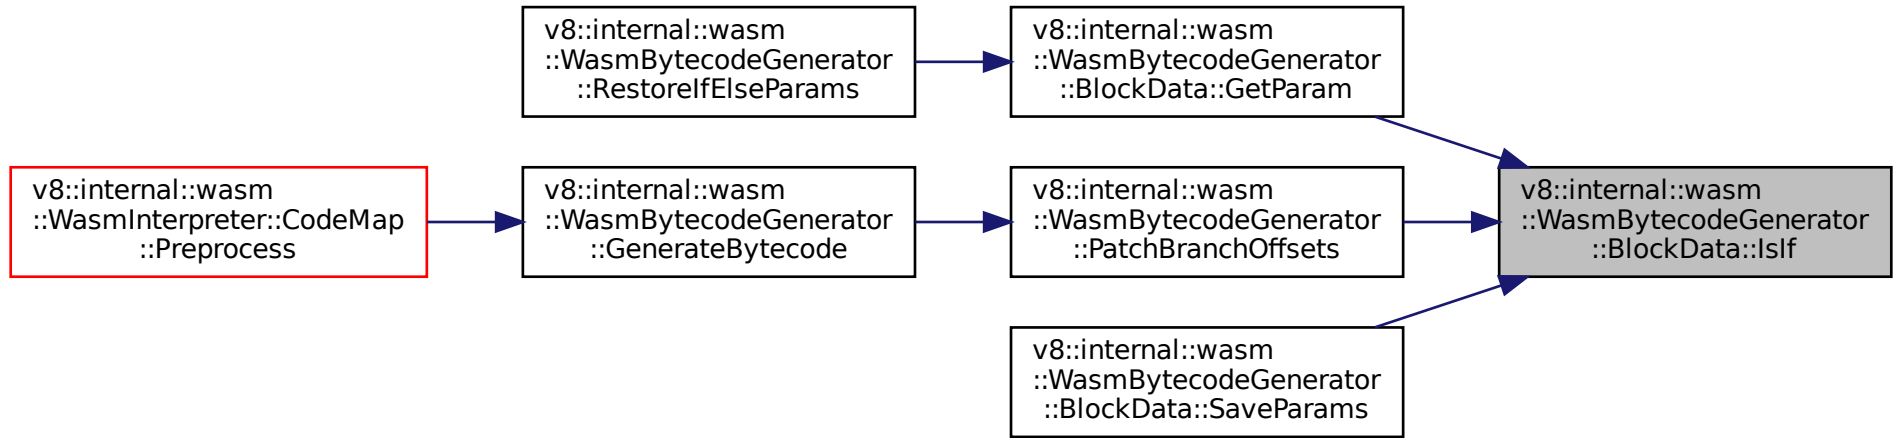 v8::internal::wasm
::WasmBytecodeGenerator
::RestoreIfElseParams
v8::internal::wasm
::WasmBytecodeGenerator
::BlockData::GetParam
v8::internal::wasm
::WasmInterpreter::CodeMap
::Preprocess
v8::internal::wasm
::WasmBytecodeGenerator
::GenerateBytecode
v8::internal::wasm
::WasmBytecodeGenerator
::PatchBranchOffsets
v8::internal::wasm
::WasmBytecodeGenerator
::BlockData::IsIf
v8::internal::wasm
::WasmBytecodeGenerator
::BlockData::SaveParams